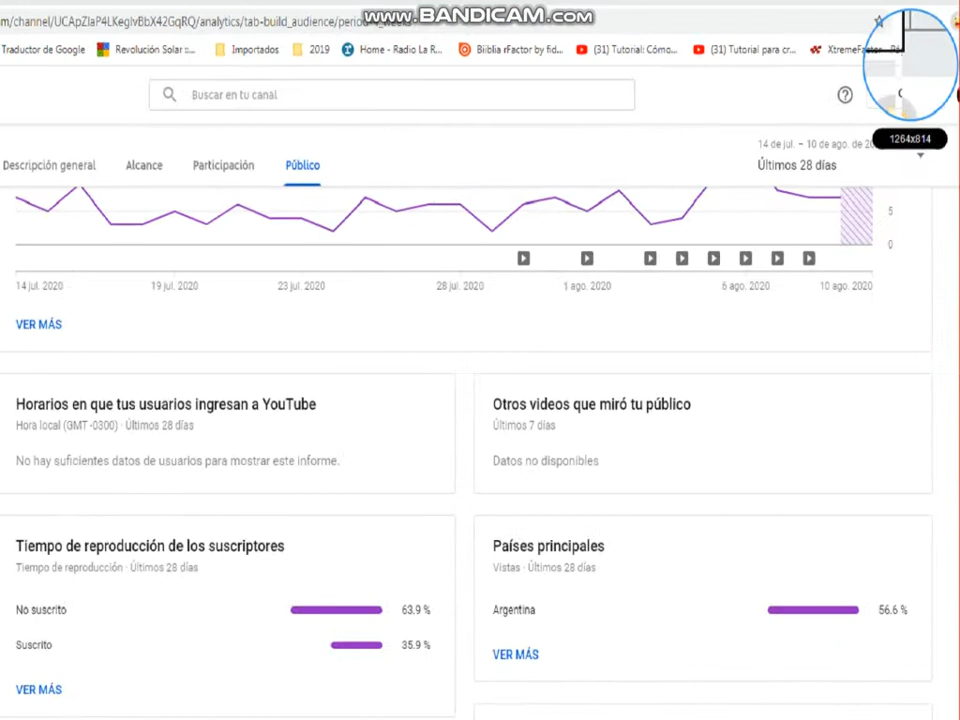 www.BANDICAM.com
m/channel/UCApZIaP4LKegIvBbX42GqRQ/analytics/tab-build_audience/period-4_weeks
Traductor de Google
Revolución Solar ::...
Importados
2019
Home - Radio La R...
Biiblia rFactor by fid...
(31) Tutorial: Cómo...
(31) Tutorial para cr...
XtremeFactor
Buscar en tu canal
1264x814
14 de jul. – 10 de ago. de 20
Descripción general
Alcance
Participación
Público
Últimos 28 días
5
0
14 jul. 2020
19 jul. 2020
23 jul. 2020
28 jul. 2020
1 ago. 2020
6 ago. 2020
10 ago. 2020
VER MÁS
Horarios en que tus usuarios ingresan a YouTube
Hora local (GMT -0300) · Últimos 28 días
No hay suficientes datos de usuarios para mostrar este informe.
Otros videos que miró tu público
Últimos 7 días
Datos no disponibles
Tiempo de reproducción de los suscriptores
Tiempo de reproducción · Últimos 28 días
No suscrito
63.9 %
Suscrito
35.9 %
VER MÁS
Países principales
Vistas · Últimos 28 días
Argentina
56.6 %
VER MÁS